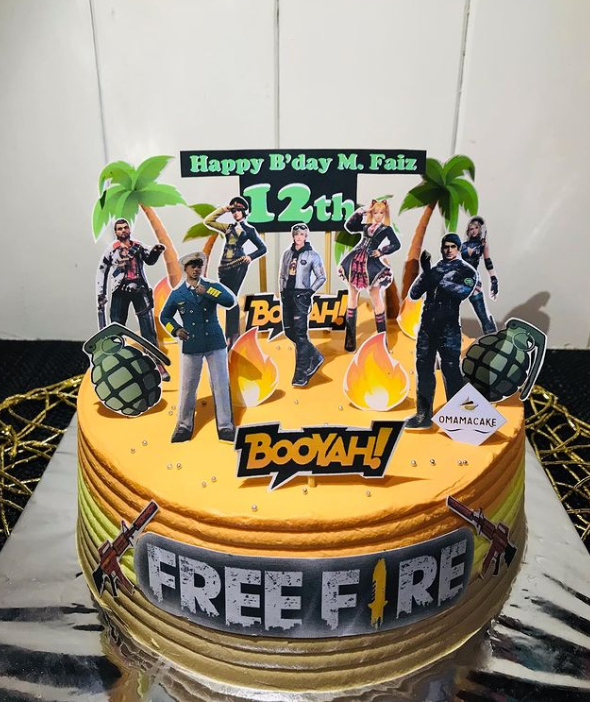 Happy B'day M. Faiz
12th
BOOYAH!
OMAMACAKE
BOOYAH!
FREE FIRE